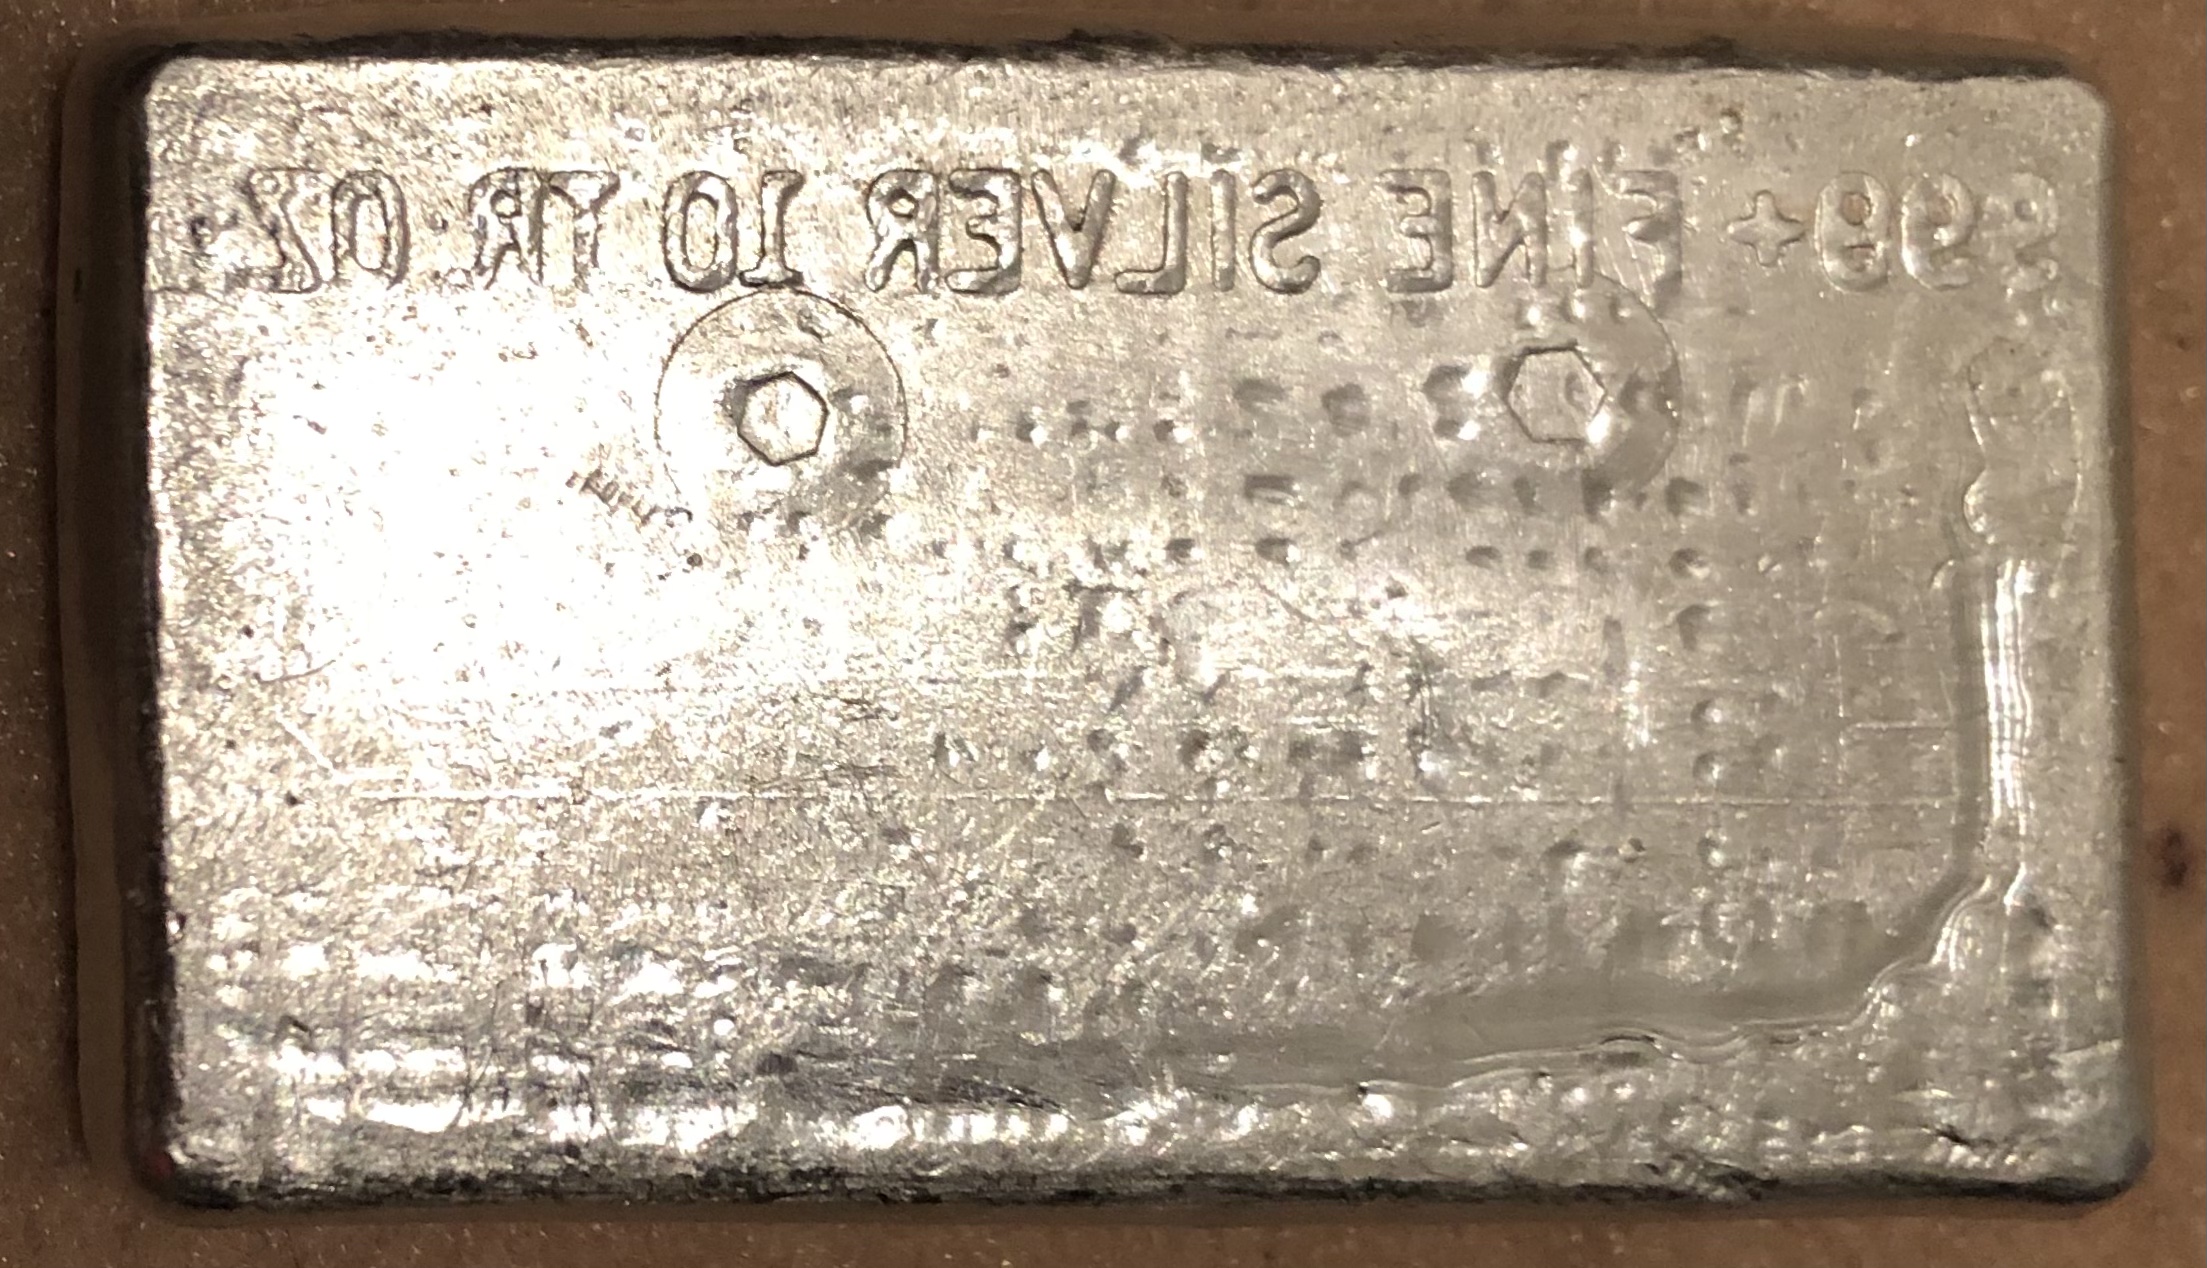 999+ FINE SILVER 10 TR. OZ.